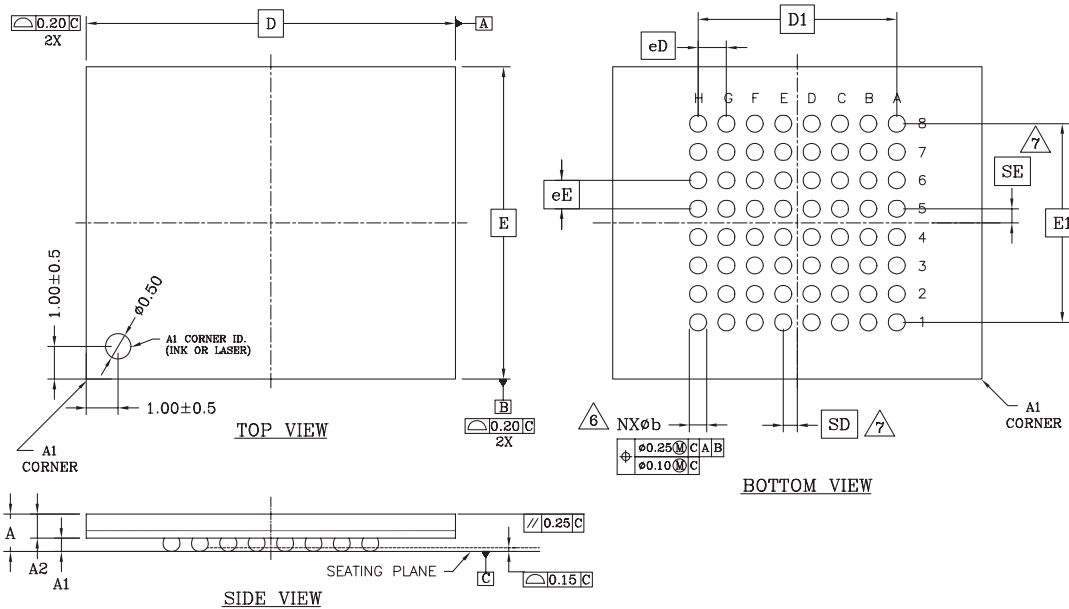 ⌓ 0.20 C
2X
D
A
E
1.00±0.5
ø0.50
A1 CORNER ID.
(INK OR LASER)
1.00±0.5
A1
CORNER
B
⌓ 0.20 C
2X
TOP VIEW
D1
eD
H G F E D C B A
8
7
6
5
4
3
2
1
eE
7
SE
E1
6
NXøb
⌖ ø0.25 Ⓜ C A B
ø0.10 Ⓜ C
SD
7
A1
CORNER
BOTTOM VIEW
A
A2
A1
// 0.25 C
SEATING PLANE
C
⌓ 0.15 C
SIDE VIEW